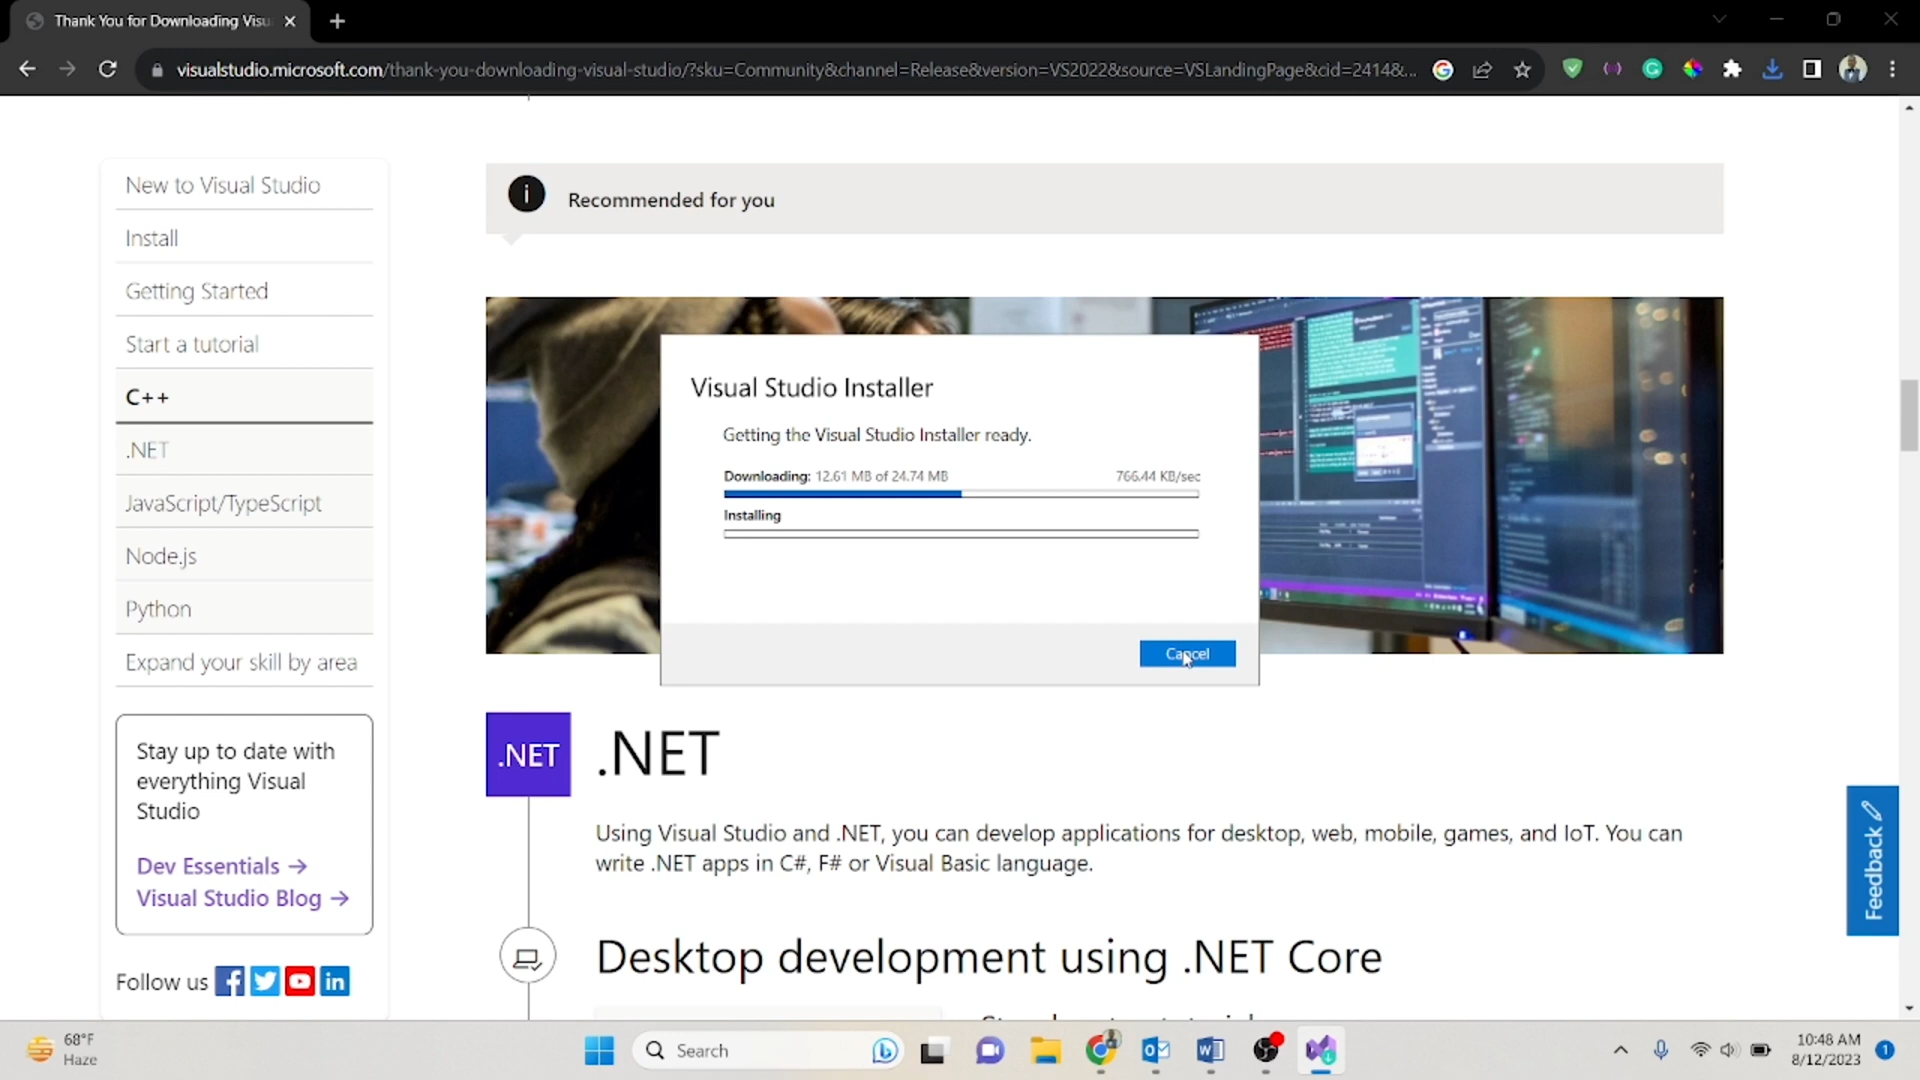 Thank You for Downloading Visu
visualstudio.microsoft.com/thank-you-downloading-visual-studio/?sku=Community&channel=Release&version=VS2022&source=VSLandingPage&cid=2414&...
New to Visual Studio
Install
Getting Started
Start a tutorial
C++
.NET
JavaScript/TypeScript
Node.js
Python
Expand your skill by area
Stay up to date with
everything Visual
Studio
Dev Essentials →
Visual Studio Blog →
Follow us
i Recommended for you
Visual Studio Installer
Getting the Visual Studio Installer ready.
Downloading: 12.61 MB of 24.74 MB 766.44 KB/sec
Installing
Cancel
.NET .NET
Using Visual Studio and .NET, you can develop applications for desktop, web, mobile, games, and IoT. You can
write .NET apps in C#, F# or Visual Basic language.
Desktop development using .NET Core
Feedback
68°F
Haze
Search
10:48 AM
8/12/2023
1